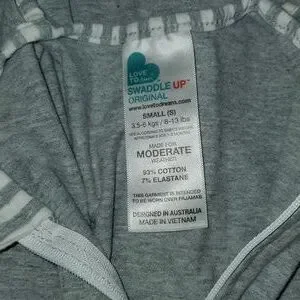 LOVE
TO
SWADDLE UP™
ORIGINAL
www.lovetodream.com
SMALL (S)
3.5-6 kgs / 8-13 lbs
MADE FOR
MODERATE
WEATHER
93% COTTON
7% ELASTANE
THIS GARMENT IS INTENDED
TO BE WORN OVER PAJAMAS
DESIGNED IN AUSTRALIA
MADE IN VIETNAM